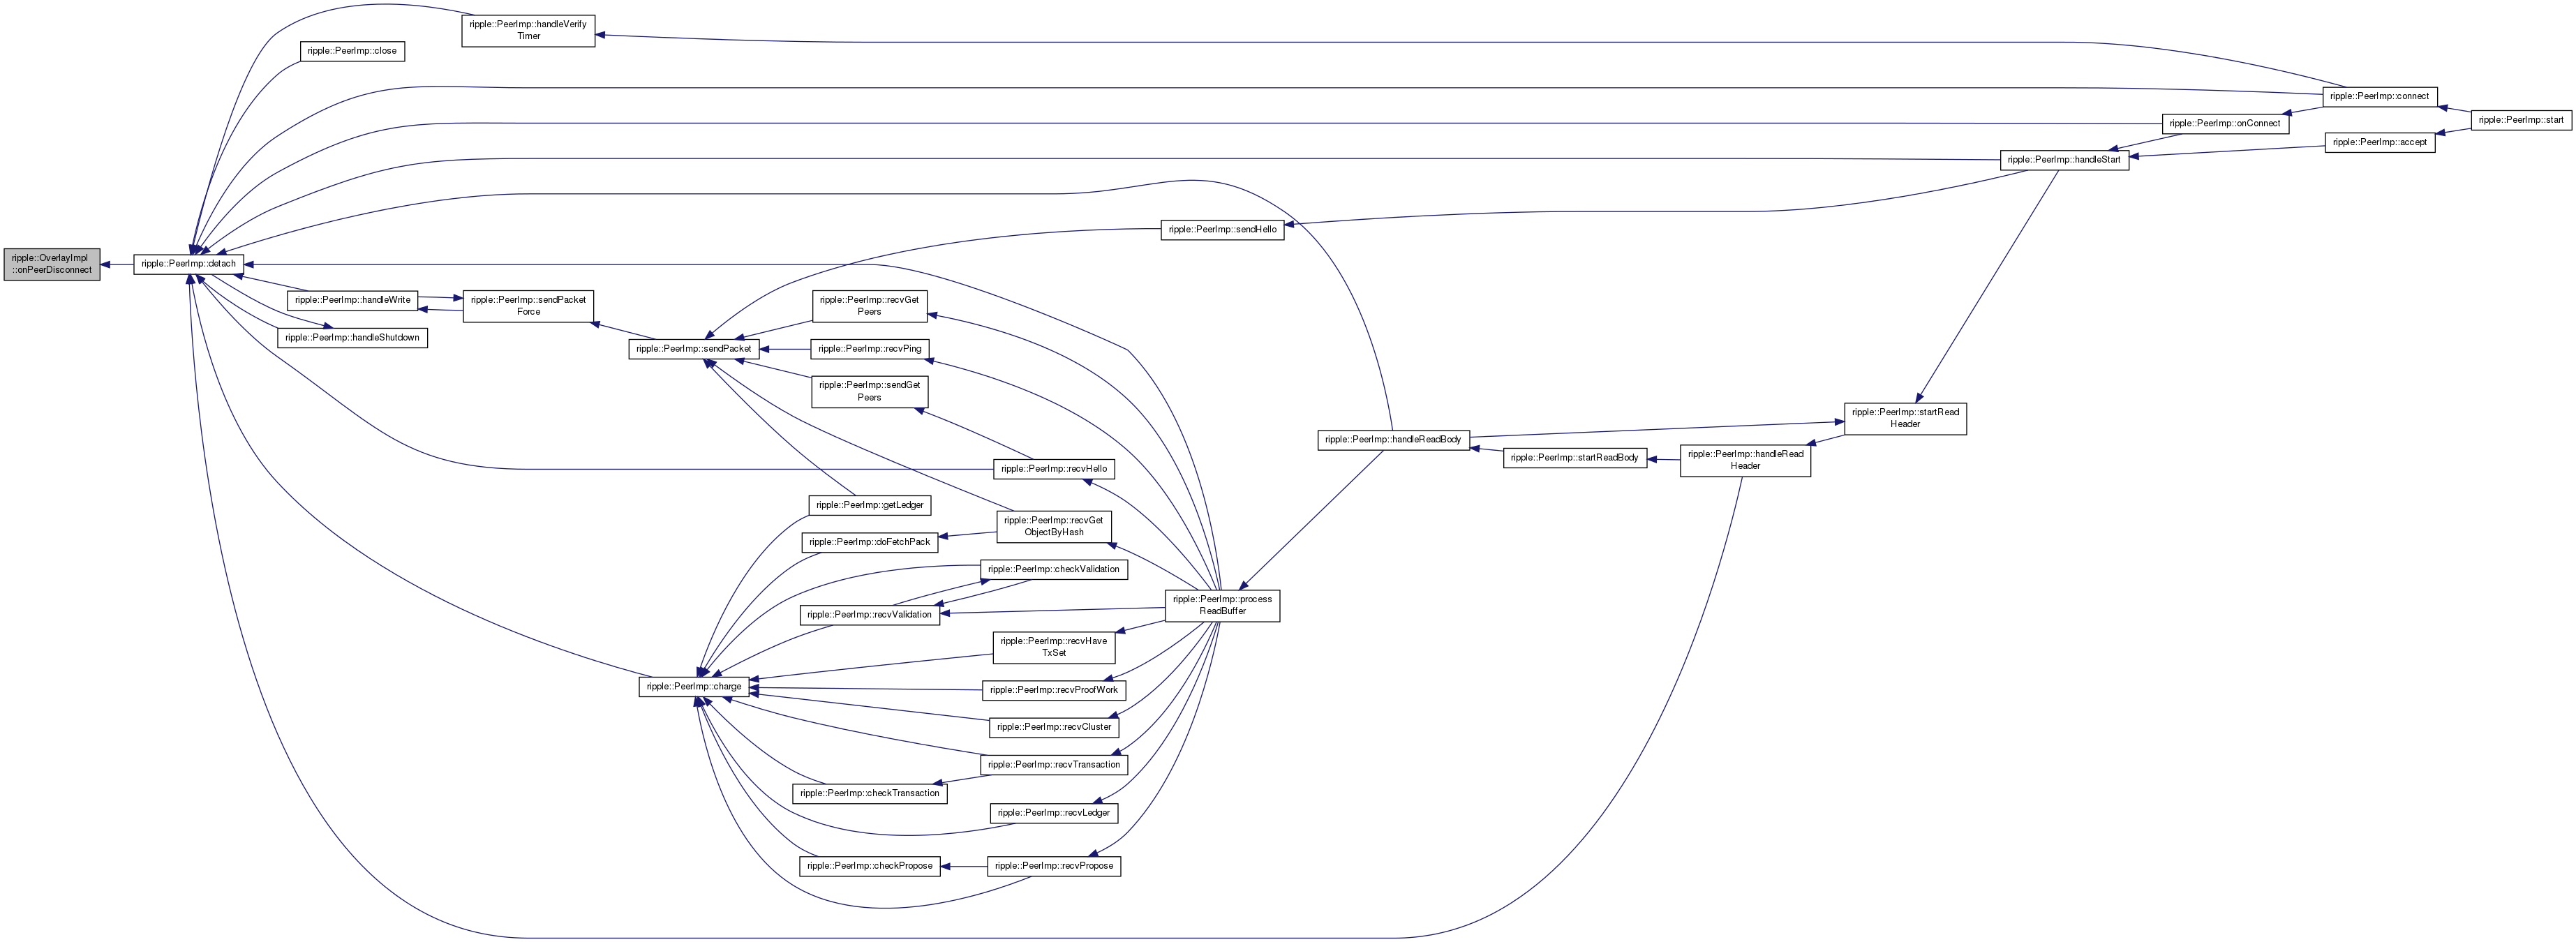 ripple::PeerImp::handleVerify
Timer
ripple::PeerImp::close
ripple::PeerImp::connect
ripple::PeerImp::start
ripple::PeerImp::onConnect
ripple::PeerImp::accept
ripple::PeerImp::handleStart
ripple::PeerImp::sendHello
ripple::OverlayImpl
::onPeerDisconnect
ripple::PeerImp::detach
ripple::PeerImp::handleWrite
ripple::PeerImp::sendPacket
Force
ripple::PeerImp::recvGet
Peers
ripple::PeerImp::handleShutdown
ripple::PeerImp::sendPacket
ripple::PeerImp::recvPing
ripple::PeerImp::sendGet
Peers
ripple::PeerImp::startRead
Header
ripple::PeerImp::handleReadBody
ripple::PeerImp::startReadBody
ripple::PeerImp::handleRead
Header
ripple::PeerImp::recvHello
ripple::PeerImp::getLedger
ripple::PeerImp::recvGet
ObjectByHash
ripple::PeerImp::doFetchPack
ripple::PeerImp::checkValidation
ripple::PeerImp::process
ReadBuffer
ripple::PeerImp::recvValidation
ripple::PeerImp::recvHave
TxSet
ripple::PeerImp::charge
ripple::PeerImp::recvProofWork
ripple::PeerImp::recvCluster
ripple::PeerImp::recvTransaction
ripple::PeerImp::checkTransaction
ripple::PeerImp::recvLedger
ripple::PeerImp::checkPropose
ripple::PeerImp::recvPropose